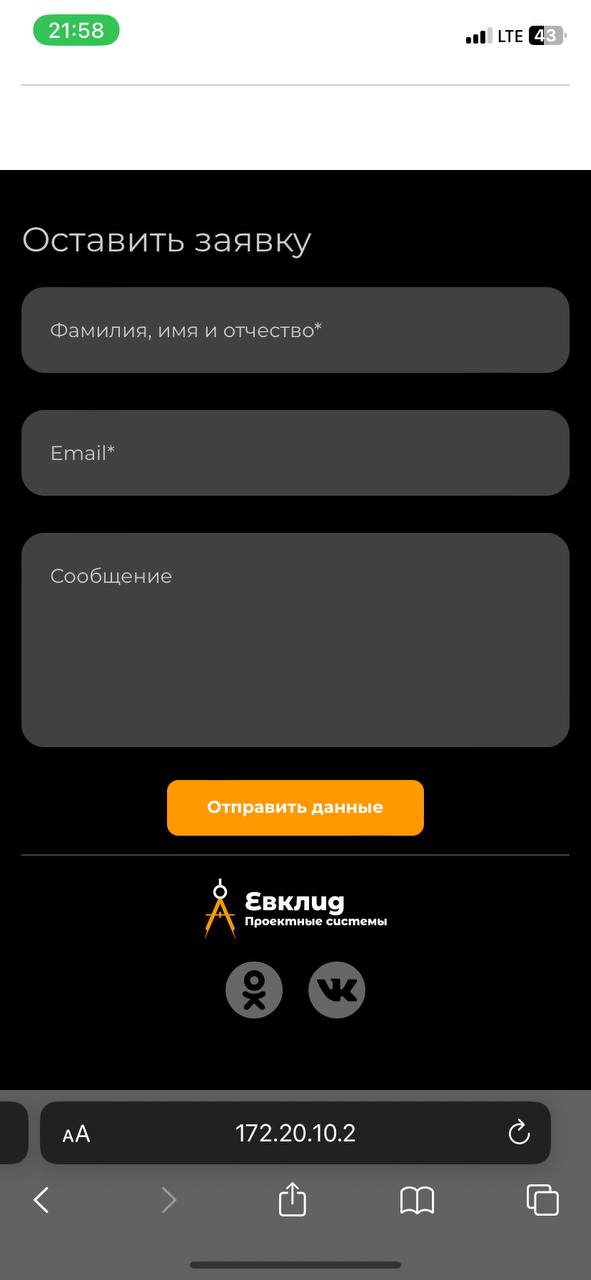 21:58
LTE 43
Оставить заявку
Фамилия, имя и отчество*
Email*
Сообщение
Отправить данные
Евклид
Проектные системы
AA 172.20.10.2